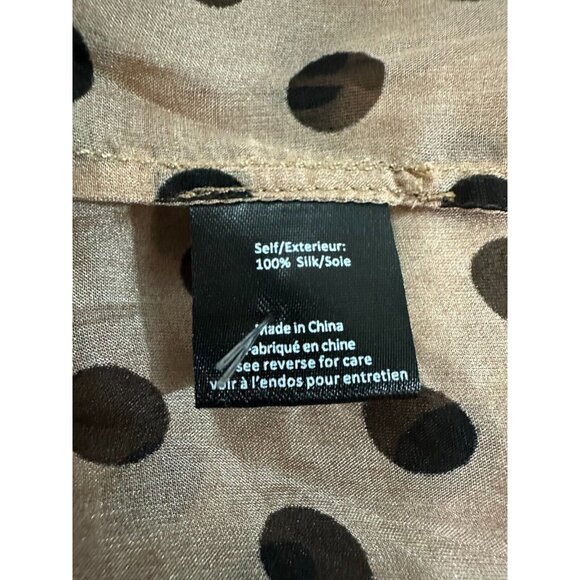 Self/Exterieur:
100% Silk/Soie
Made in China
Fabriqué en chine
see reverse for care
voir à l'endos pour entretien